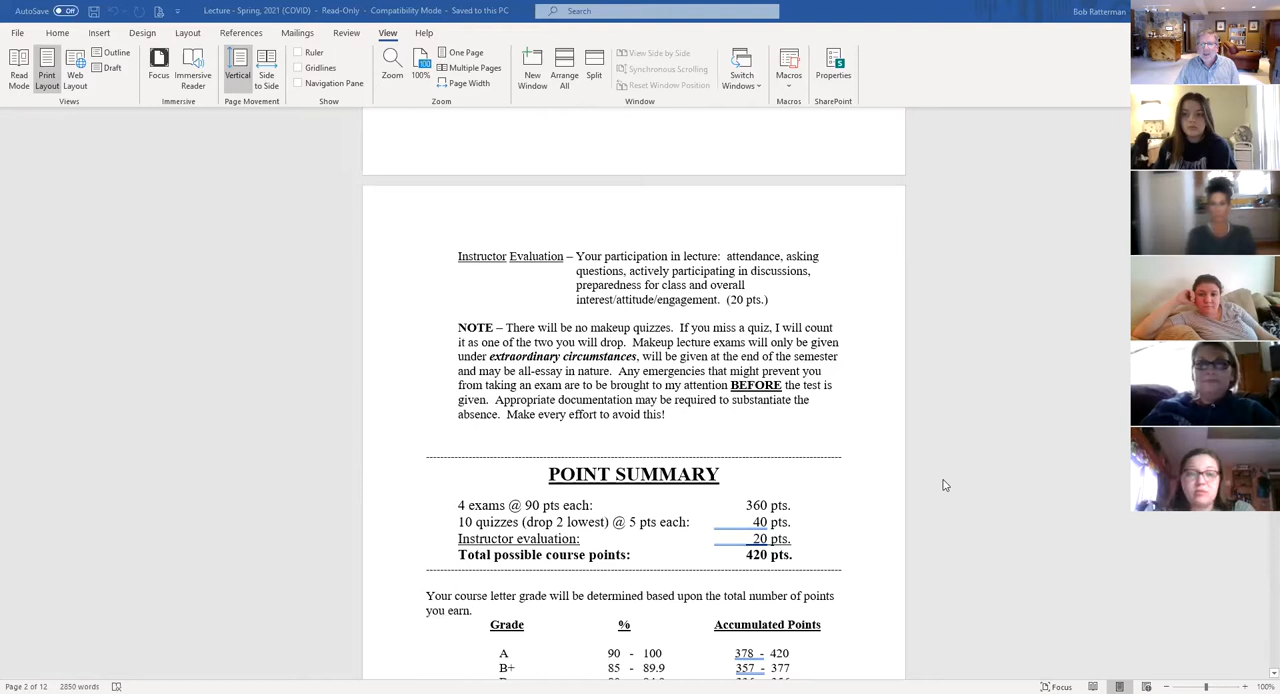 AutoSave Off Lecture - Spring, 2021 (COVID) - Read-Only - Compatibility Mode - Saved to this PC Search Bob Ratterman
File Home Insert Design Layout References Mailings Review View Help
Read Mode Print Layout Web Layout Outline Draft
Views
Focus Immersive Reader
Immersive
Vertical Side to Side
Page Movement
Ruler
Gridlines
Navigation Pane
Show
Zoom 100 100% One Page Multiple Pages Page Width
Zoom
New Window Arrange All Split View Side by Side Synchronous Scrolling Reset Window Position Switch Windows
Window
Macros
Macros
Properties
SharePoint
Instructor Evaluation – Your participation in lecture: attendance, asking
questions, actively participating in discussions,
preparedness for class and overall
interest/attitude/engagement. (20 pts.)
NOTE – There will be no makeup quizzes. If you miss a quiz, I will count
it as one of the two you will drop. Makeup lecture exams will only be given
under extraordinary circumstances, will be given at the end of the semester
and may be all-essay in nature. Any emergencies that might prevent you
from taking an exam are to be brought to my attention BEFORE the test is
given. Appropriate documentation may be required to substantiate the
absence. Make every effort to avoid this!
POINT SUMMARY
4 exams @ 90 pts each: 360 pts.
10 quizzes (drop 2 lowest) @ 5 pts each: 40 pts.
Instructor evaluation: 20 pts.
Total possible course points: 420 pts.
Your course letter grade will be determined based upon the total number of points
you earn.
Grade % Accumulated Points
A 90 - 100 378 - 420
B+ 85 - 89.9 357 - 377
Page 2 of 12 2850 words Focus 100%